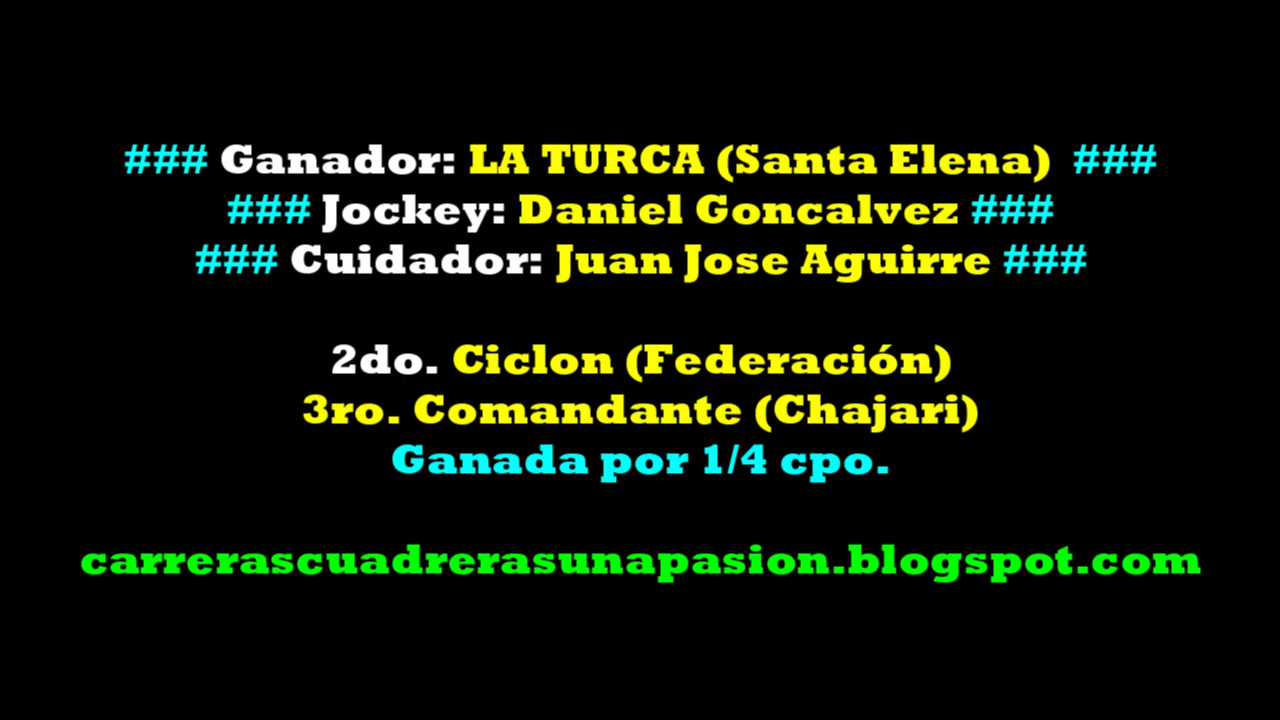 ### Ganador: LA TURCA (Santa Elena) ###
### Jockey: Daniel Goncalvez ###
### Cuidador: Juan Jose Aguirre ###
2do. Ciclon (Federación)
3ro. Comandante (Chajari)
Ganada por 1/4 cpo.
carrerascuadrerasunapasion.blogspot.com